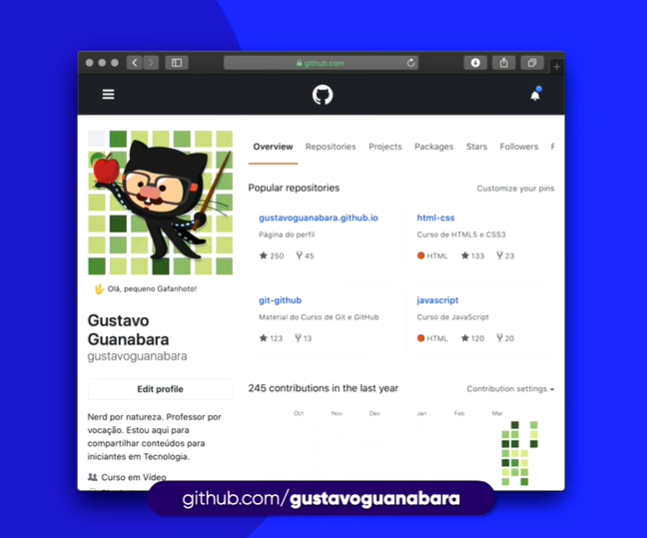 github.com
Overview Repositories Projects Packages Stars Followers
Popular repositories Customize your pins
gustavoguanabara.github.io
Página do perfil
250 45
html-css
Curso de HTML5 e CSS3
HTML 133 23
git-github
Material do Curso de Git e GitHub
123 13
javascript
Curso de JavaScript
HTML 120 20
Olá, pequeno Gafanhoto!
Gustavo
Guanabara
gustavoguanabara
Edit profile
Nerd por natureza. Professor por
vocação. Estou aqui para
compartilhar conteúdos para
iniciantes em Tecnologia.
Curso em Vídeo
245 contributions in the last year Contribution settings
Oct Nov Dec Jan Feb Mar
github.com/gustavoguanabara